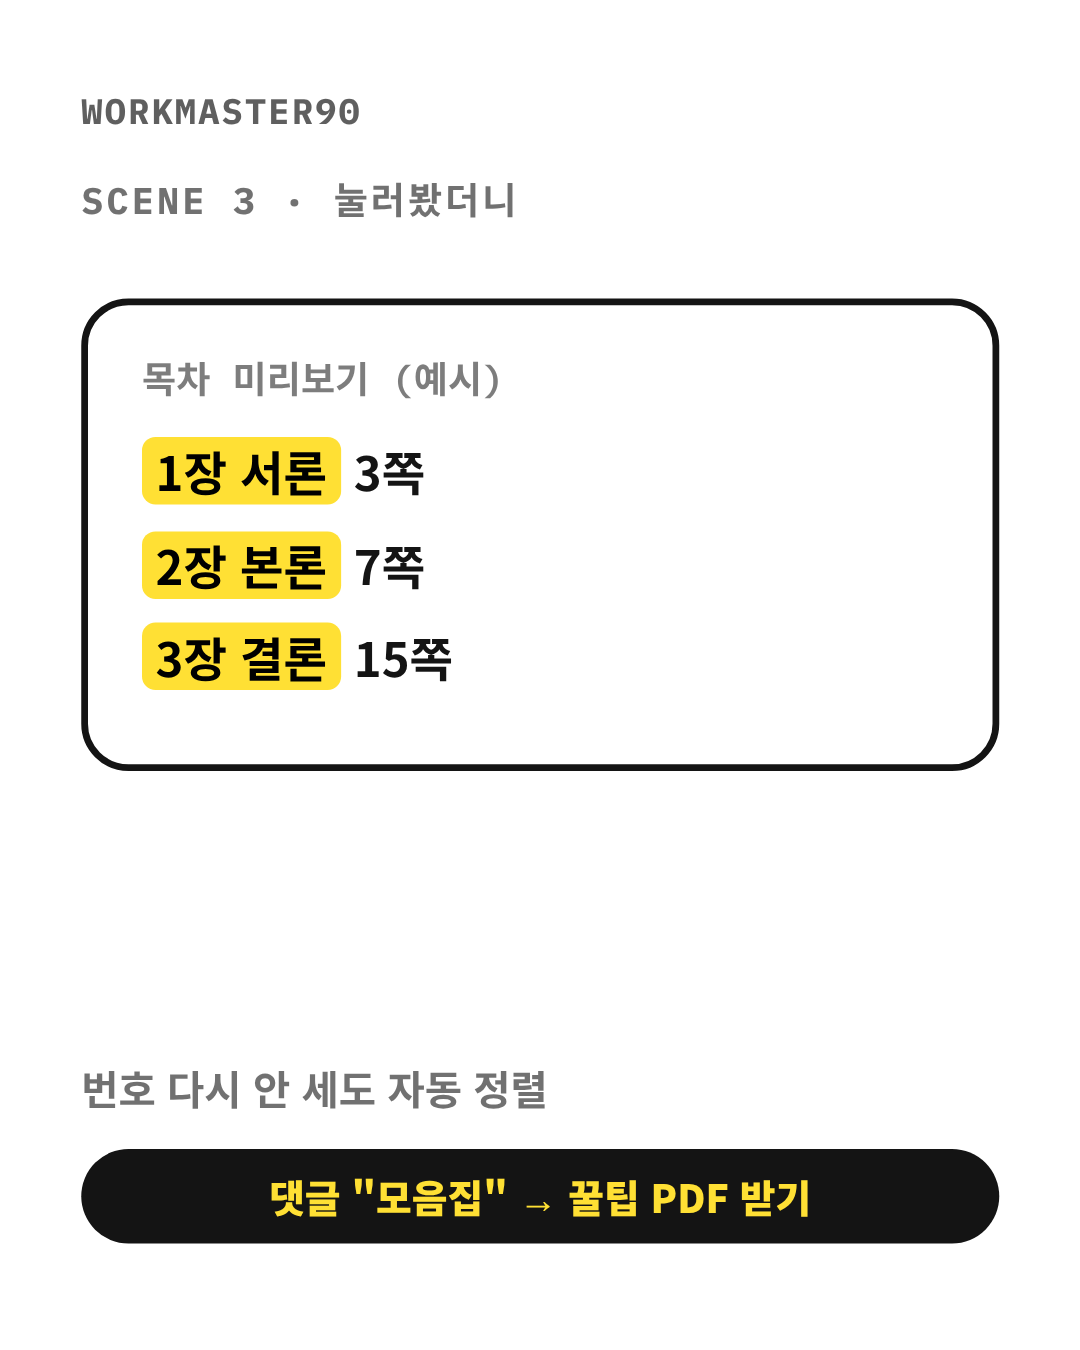 WORKMASTER90
SCENE 3 · 눌러봤더니
목차 미리보기 (예시)
1장 서론 3쪽
2장 본론 7쪽
3장 결론 15쪽
번호 다시 안 세도 자동 정렬
댓글 "모음집" → 꿀팁 PDF 받기